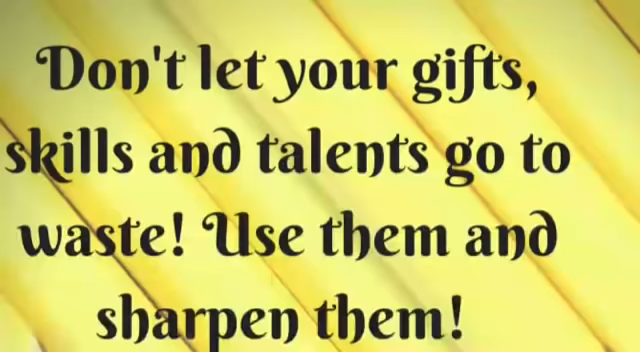 Don't let your gifts,
skills and talents go to
waste! Use them and
sharpen them!